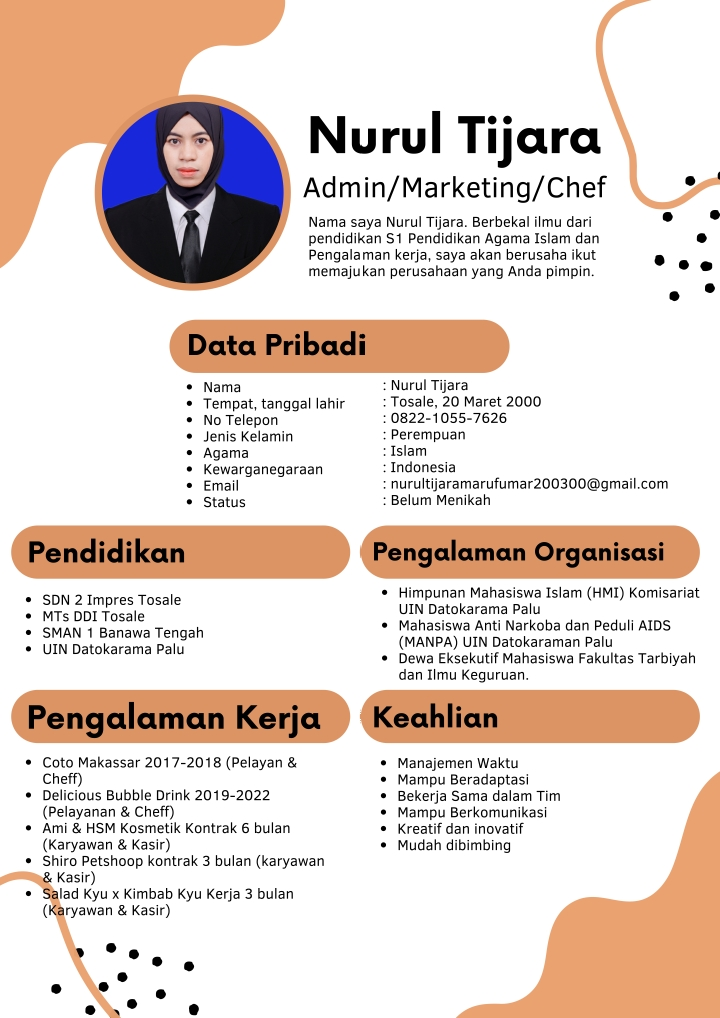 Nurul Tijara
Admin/Marketing/Chef
Nama saya Nurul Tijara. Berbekal ilmu dari
pendidikan S1 Pendidikan Agama Islam dan
Pengalaman kerja, saya akan berusaha ikut
memajukan perusahaan yang Anda pimpin.
Data Pribadi
• Nama : Nurul Tijara
• Tempat, tanggal lahir : Tosale, 20 Maret 2000
• No Telepon : 0822-1055-7626
• Jenis Kelamin : Perempuan
• Agama : Islam
• Kewarganegaraan : Indonesia
• Email : nurultijaramarufumar200300@gmail.com
• Status : Belum Menikah
Pendidikan
• SDN 2 Impres Tosale
• MTs DDI Tosale
• SMAN 1 Banawa Tengah
• UIN Datokarama Palu
Pengalaman Organisasi
• Himpunan Mahasiswa Islam (HMI) Komisariat
UIN Datokarama Palu
• Mahasiswa Anti Narkoba dan Peduli AIDS
(MANPA) UIN Datokaraman Palu
• Dewa Eksekutif Mahasiswa Fakultas Tarbiyah
dan Ilmu Keguruan.
Pengalaman Kerja
• Coto Makassar 2017-2018 (Pelayan &
Cheff)
• Delicious Bubble Drink 2019-2022
(Pelayanan & Cheff)
• Ami & HSM Kosmetik Kontrak 6 bulan
(Karyawan & Kasir)
• Shiro Petshoop kontrak 3 bulan (karyawan
& Kasir)
• Salad Kyu x Kimbab Kyu Kerja 3 bulan
(Karyawan & Kasir)
Keahlian
• Manajemen Waktu
• Mampu Beradaptasi
• Bekerja Sama dalam Tim
• Mampu Berkomunikasi
• Kreatif dan inovatif
• Mudah dibimbing